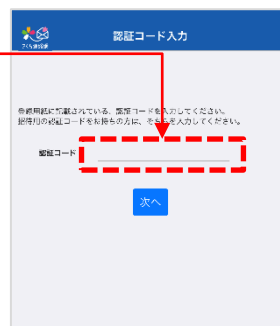 認証コード入力
登録用紙に記載されている、認証コードを入力してください。
招待用の認証コードをお持ちの方は、そちらを入力してください。
認証コード
次へ